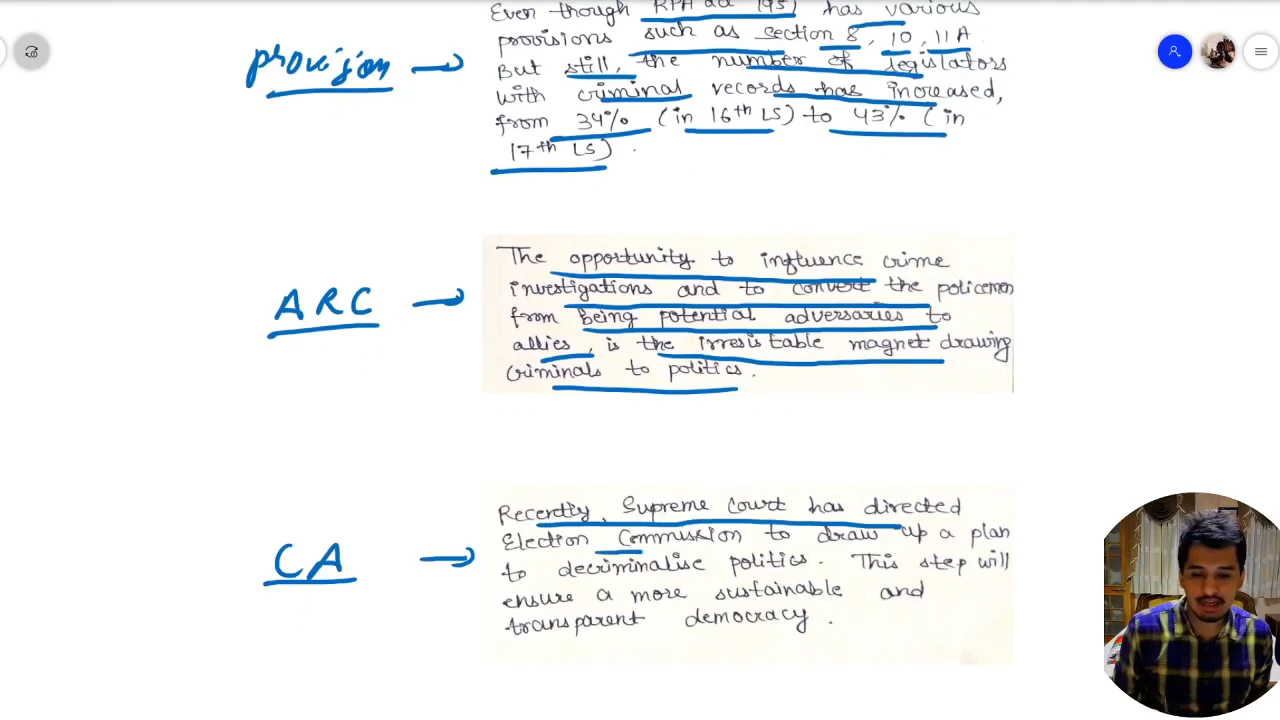 Even though RPA act 1951 has various
provision → provisions such as section 8, 10, 11A.
But still, the number of legislators
with criminal records has increased,
from 34% (in 16th LS) to 43% (in
17th LS).
The opportunity to influence crime
ARC → investigations and to convert the policemen
from being potential adversaries to
allies, is the irresistable magnet drawing
criminals to politics.
Recently, Supreme Court has directed
Election Commission to draw up a plan
CA → to decriminalise politics. This step will
ensure a more sustainable and
transparent democracy.